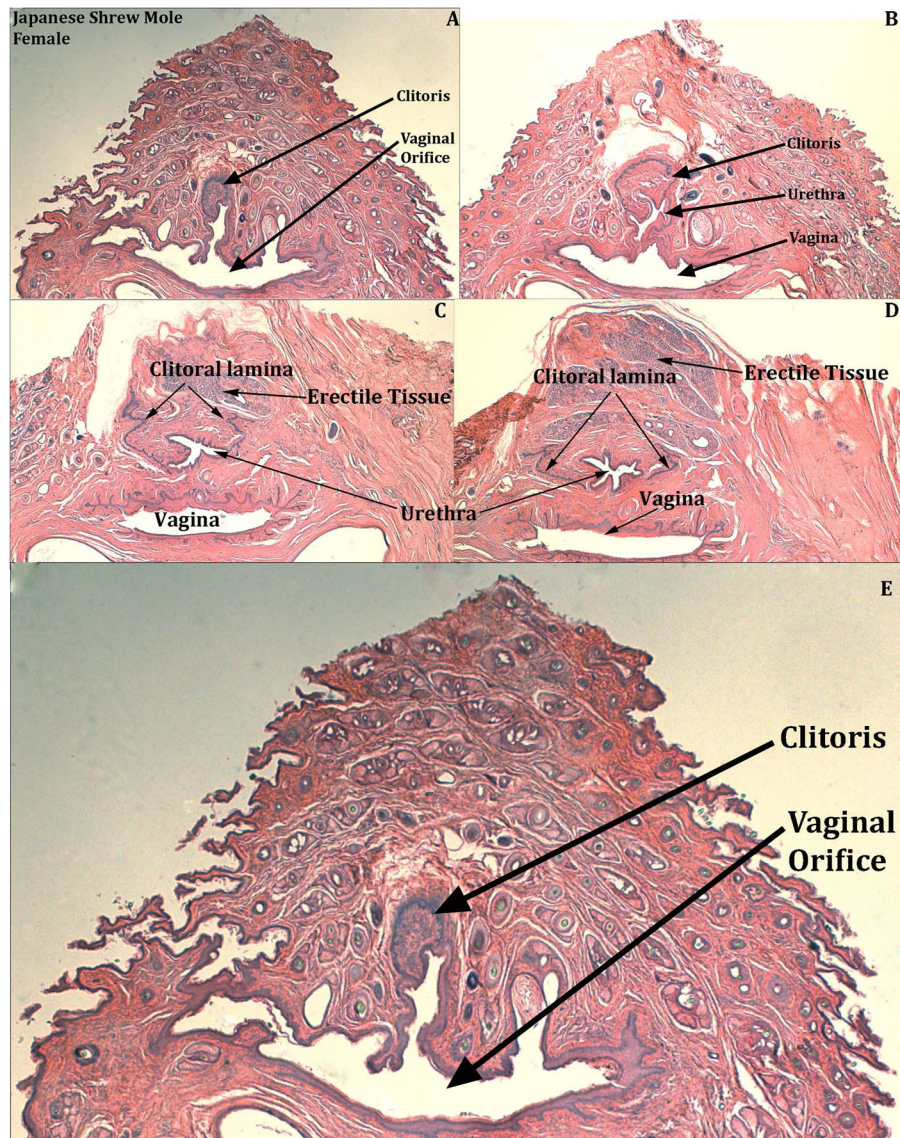 Japanese Shrew Mole
Female
A
Clitoris
Vaginal
Orifice
B
Clitoris
Urethra
Vagina
C
Clitoral lamina
Erectile Tissue
Vagina
Urethra
D
Clitoral lamina
Erectile Tissue
Vagina
E
Clitoris
Vaginal
Orifice